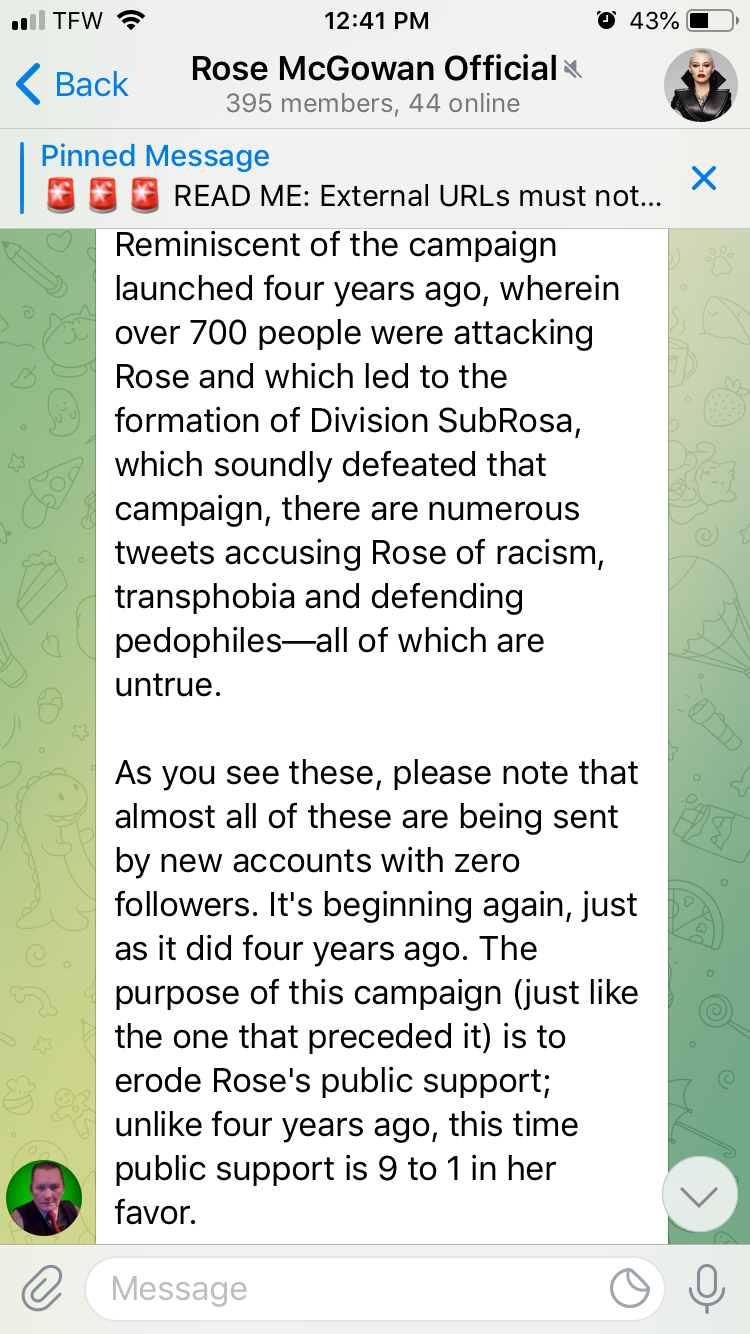 TFW 12:41 PM 43%
Back Rose McGowan Official
395 members, 44 online
Pinned Message
READ ME: External URLs must not...
Reminiscent of the campaign
launched four years ago, wherein
over 700 people were attacking
Rose and which led to the
formation of Division SubRosa,
which soundly defeated that
campaign, there are numerous
tweets accusing Rose of racism,
transphobia and defending
pedophiles—all of which are
untrue.
As you see these, please note that
almost all of these are being sent
by new accounts with zero
followers. It's beginning again, just
as it did four years ago. The
purpose of this campaign (just like
the one that preceded it) is to
erode Rose's public support;
unlike four years ago, this time
public support is 9 to 1 in her
favor.
Message